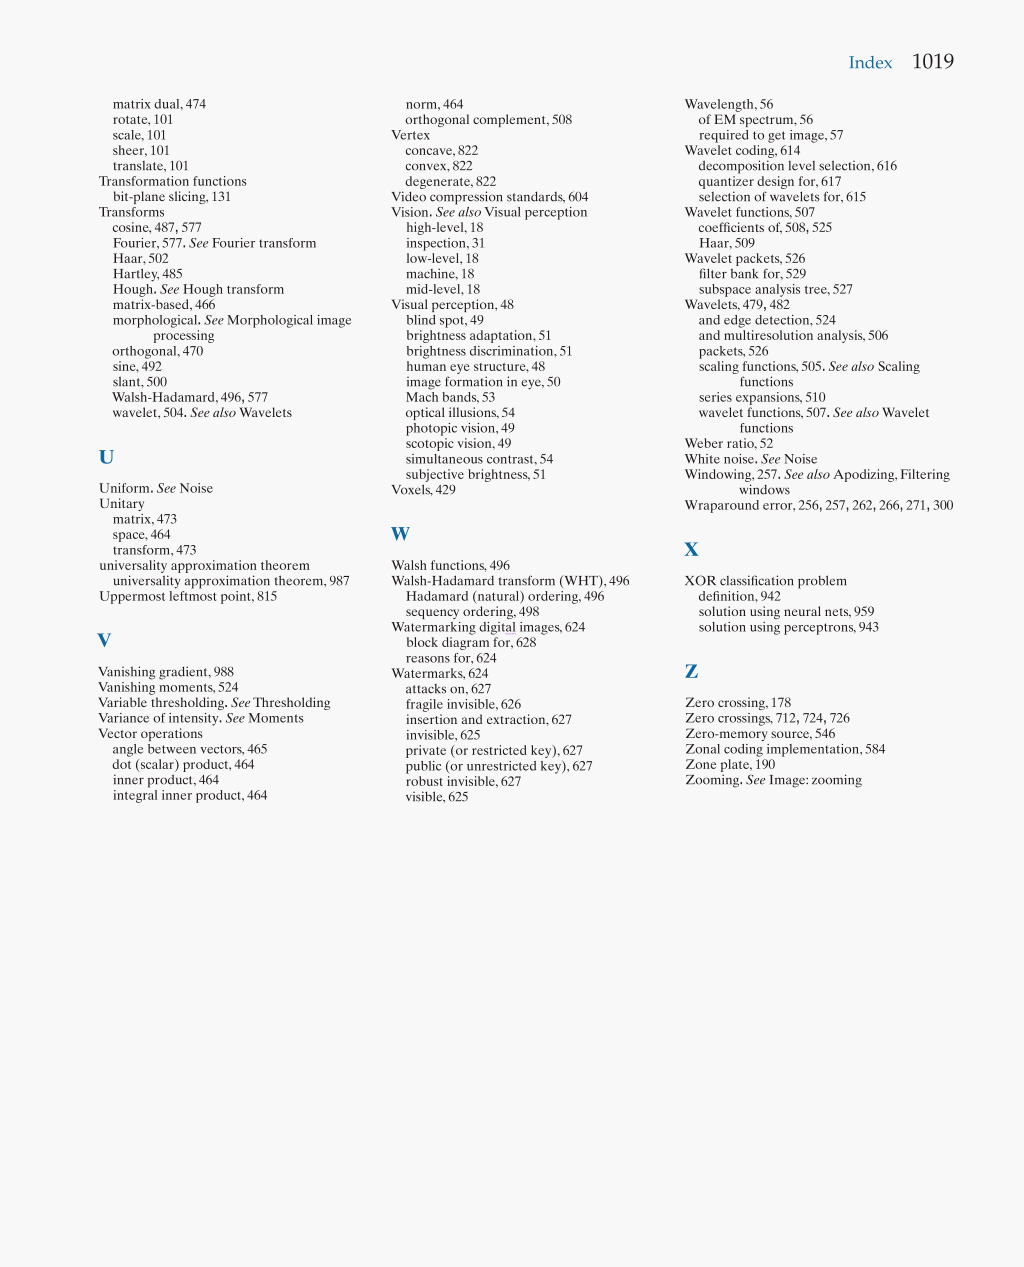 Index 1019
matrix dual, 474
rotate, 101
scale, 101
sheer, 101
translate, 101
Transformation functions
bit-plane slicing, 131
Transforms
cosine, 487, 577
Fourier, 577. See Fourier transform
Haar, 502
Hartley, 485
Hough. See Hough transform
matrix-based, 466
morphological. See Morphological image
processing
orthogonal, 470
sine, 492
slant, 500
Walsh-Hadamard, 496, 577
wavelet, 504. See also Wavelets
U
Uniform. See Noise
Unitary
matrix, 473
space, 464
transform, 473
universality approximation theorem
universality approximation theorem, 987
Uppermost leftmost point, 815
V
Vanishing gradient, 988
Vanishing moments, 524
Variable thresholding. See Thresholding
Variance of intensity. See Moments
Vector operations
angle between vectors, 465
dot (scalar) product, 464
inner product, 464
integral inner product, 464
norm, 464
orthogonal complement, 508
Vertex
concave, 822
convex, 822
degenerate, 822
Video compression standards, 604
Vision. See also Visual perception
high-level, 18
inspection, 31
low-level, 18
machine, 18
mid-level, 18
Visual perception, 48
blind spot, 49
brightness adaptation, 51
brightness discrimination, 51
human eye structure, 48
image formation in eye, 50
Mach bands, 53
optical illusions, 54
photopic vision, 49
scotopic vision, 49
simultaneous contrast, 54
subjective brightness, 51
Voxels, 429
W
Walsh functions, 496
Walsh-Hadamard transform (WHT), 496
Hadamard (natural) ordering, 496
sequency ordering, 498
Watermarking digital images, 624
block diagram for, 628
reasons for, 624
Watermarks, 624
attacks on, 627
fragile invisible, 626
insertion and extraction, 627
invisible, 625
private (or restricted key), 627
public (or unrestricted key), 627
robust invisible, 627
visible, 625
Wavelength, 56
of EM spectrum, 56
required to get image, 57
Wavelet coding, 614
decomposition level selection, 616
quantizer design for, 617
selection of wavelets for, 615
Wavelet functions, 507
coefficients of, 508, 525
Haar, 509
Wavelet packets, 526
filter bank for, 529
subspace analysis tree, 527
Wavelets, 479, 482
and edge detection, 524
and multiresolution analysis, 506
packets, 526
scaling functions, 505. See also Scaling
functions
series expansions, 510
wavelet functions, 507. See also Wavelet
functions
Weber ratio, 52
White noise. See Noise
Windowing, 257. See also Apodizing, Filtering
windows
Wraparound error, 256, 257, 262, 266, 271, 300
X
XOR classification problem
definition, 942
solution using neural nets, 959
solution using perceptrons, 943
Z
Zero crossing, 178
Zero crossings, 712, 724, 726
Zero-memory source, 546
Zonal coding implementation, 584
Zone plate, 190
Zooming. See Image: zooming